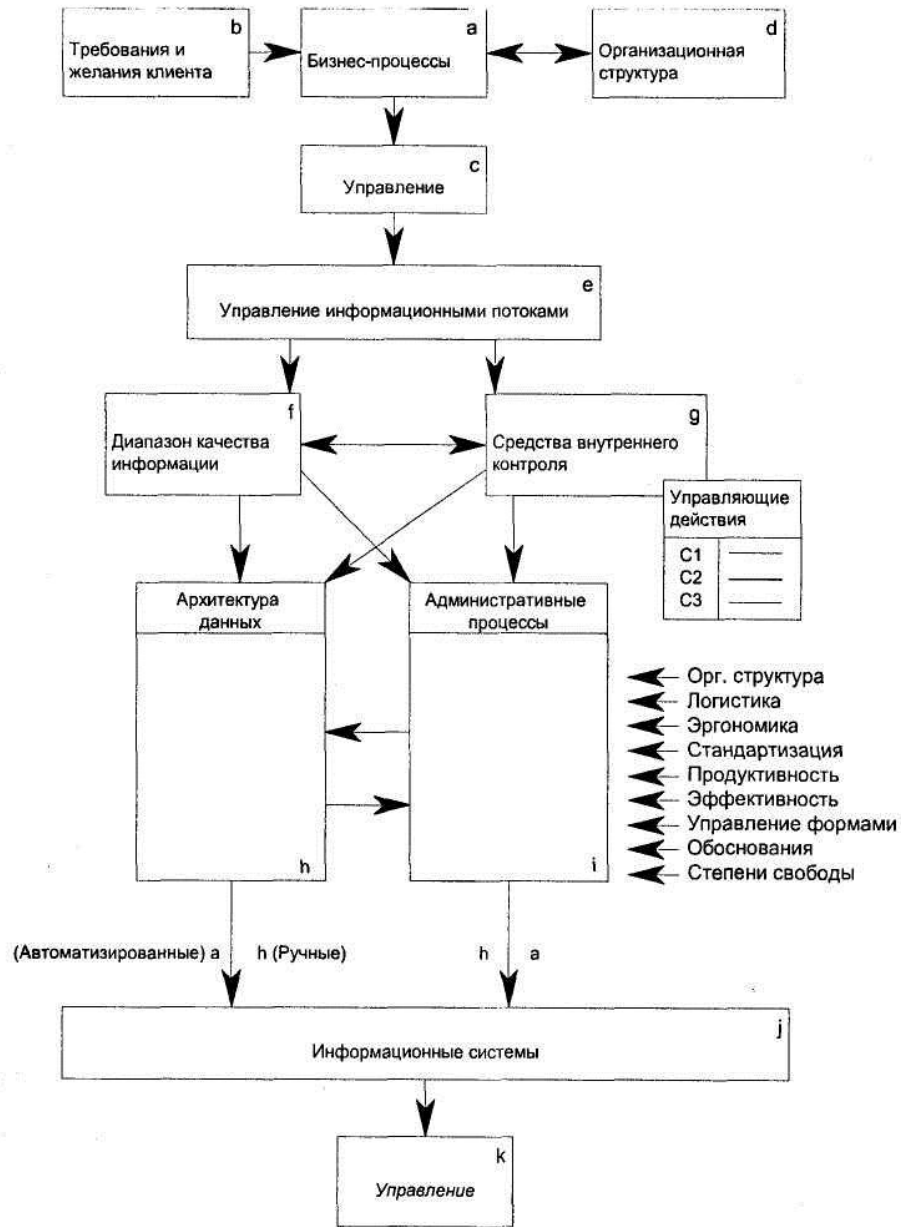 b
Требования и
желания клиента
a
Бизнес-процессы
d
Организационная
структура
c
Управление
e
Управление информационными потоками
f
Диапазон качества
информации
g
Средства внутреннего
контроля
Управляющие
действия
C1
C2
C3
Архитектура
данных
h
Административные
процессы
i
Орг. структура
Логистика
Эргономика
Стандартизация
Продуктивность
Эффективность
Управление формами
Обоснования
Степени свободы
(Автоматизированные) a h (Ручные)
h a
j
Информационные системы
k
Управление